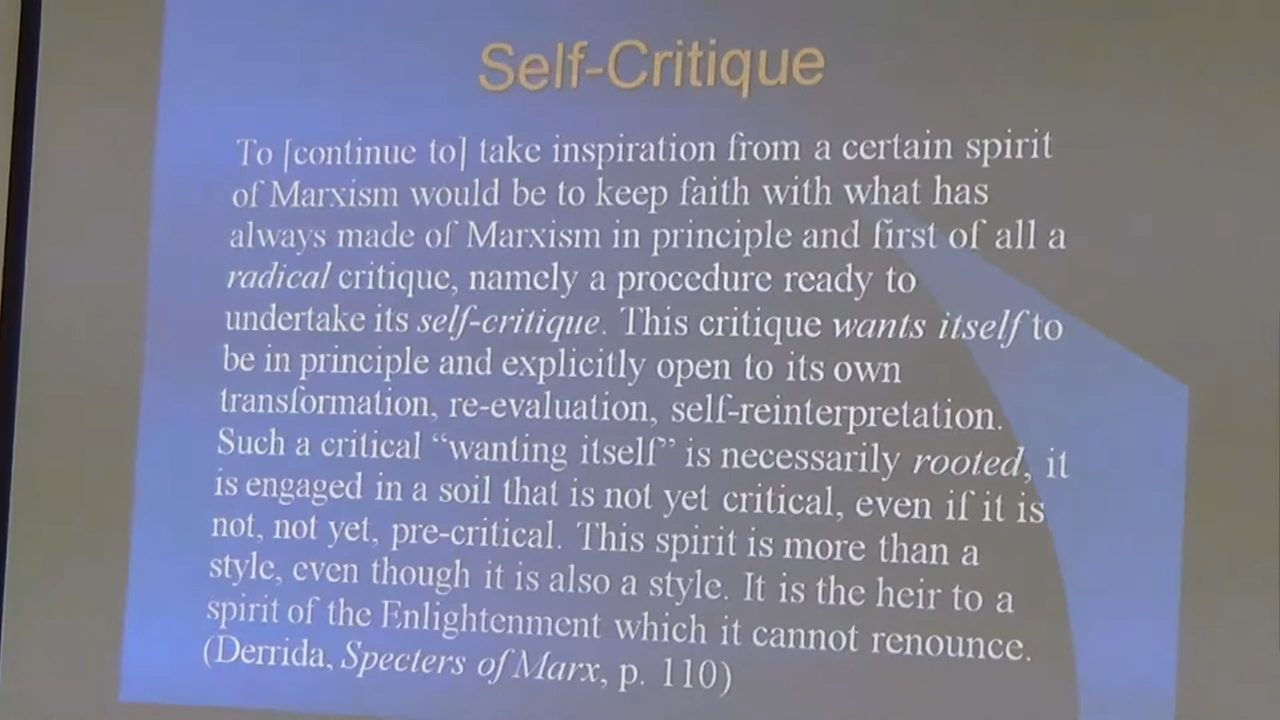 Self-Critique
To [continue to] take inspiration from a certain spirit
of Marxism would be to keep faith with what has
always made of Marxism in principle and first of all a
radical critique, namely a procedure ready to
undertake its self-critique. This critique wants itself to
be in principle and explicitly open to its own
transformation, re-evaluation, self-reinterpretation.
Such a critical “wanting itself” is necessarily rooted, it
is engaged in a soil that is not yet critical, even if it is
not, not yet, pre-critical. This spirit is more than a
style, even though it is also a style. It is the heir to a
spirit of the Enlightenment which it cannot renounce.
(Derrida, Specters of Marx, p. 110)